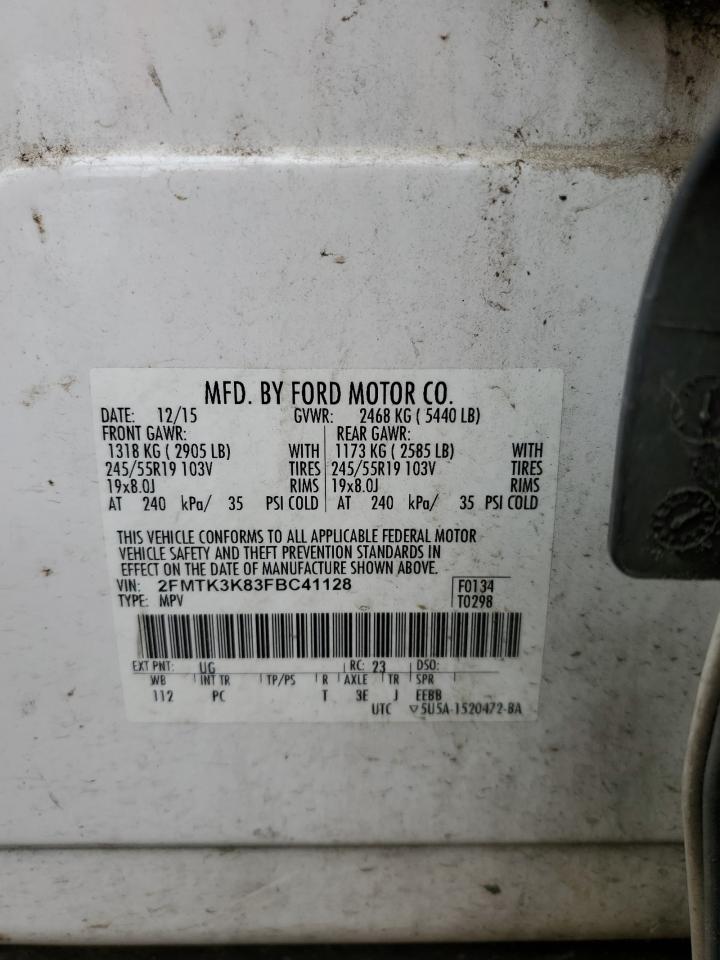 MFD. BY FORD MOTOR CO.
DATE: 12/15 GVWR: 2468 KG ( 5440 LB)
FRONT GAWR: REAR GAWR:
1318 KG ( 2905 LB) WITH 1173 KG ( 2585 LB) WITH
245/55R19 103V TIRES 245/55R19 103V TIRES
19x8.0J RIMS 19x8.0J RIMS
AT 240 kPa/ 35 PSI COLD AT 240 kPa/ 35 PSI COLD
THIS VEHICLE CONFORMS TO ALL APPLICABLE FEDERAL MOTOR
VEHICLE SAFETY AND THEFT PREVENTION STANDARDS IN
EFFECT ON THE DATE OF MANUFACTURE SHOWN ABOVE.
VIN: 2FMTK3K83FBC41128 F0134
TYPE: MPV T0298
EXT PNT: UG RC: 23 DSO:
WB INT TR TP/PS R AXLE TR SPR
112 PC T 3E J EEBB
UTC ▽5U5A-1520472-BA